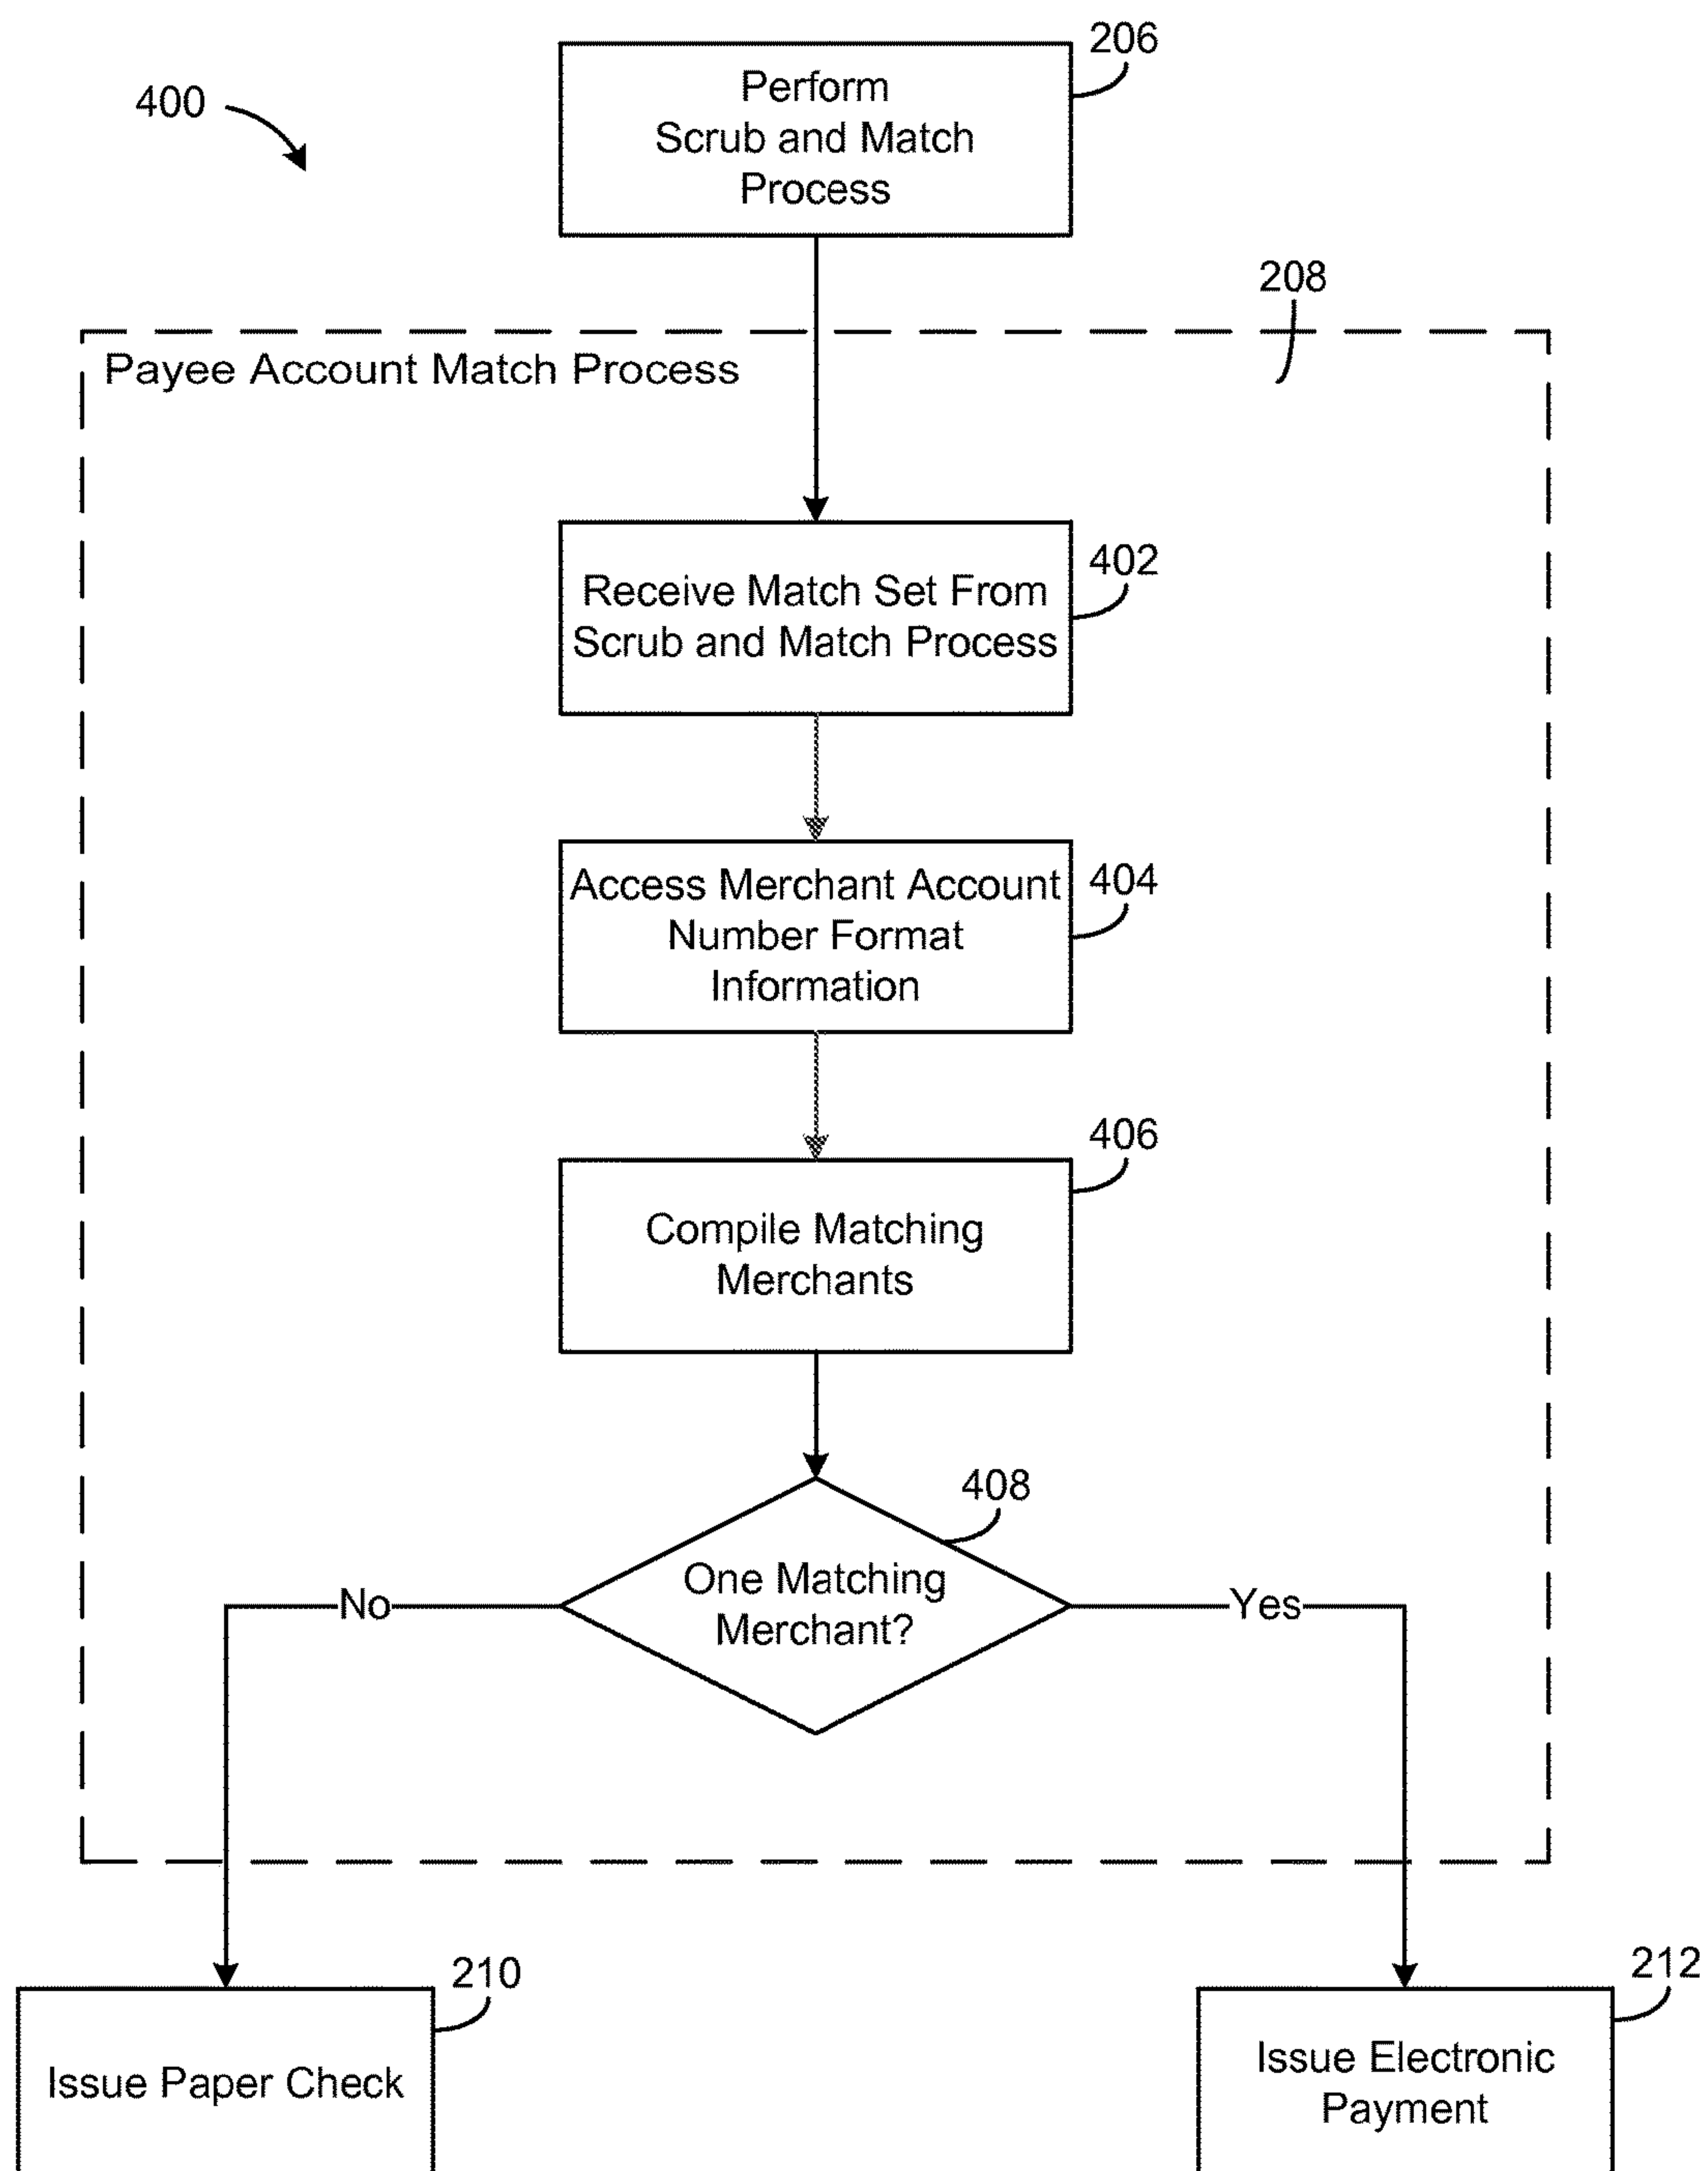 206
Perform
Scrub and Match
Process
400
208
Payee Account Match Process
402
Receive Match Set From
Scrub and Match Process
404
Access Merchant Account
Number Format
Information
406
Compile Matching
Merchants
408
One Matching
Merchant?
No
Yes
210
Issue Paper Check
212
Issue Electronic
Payment